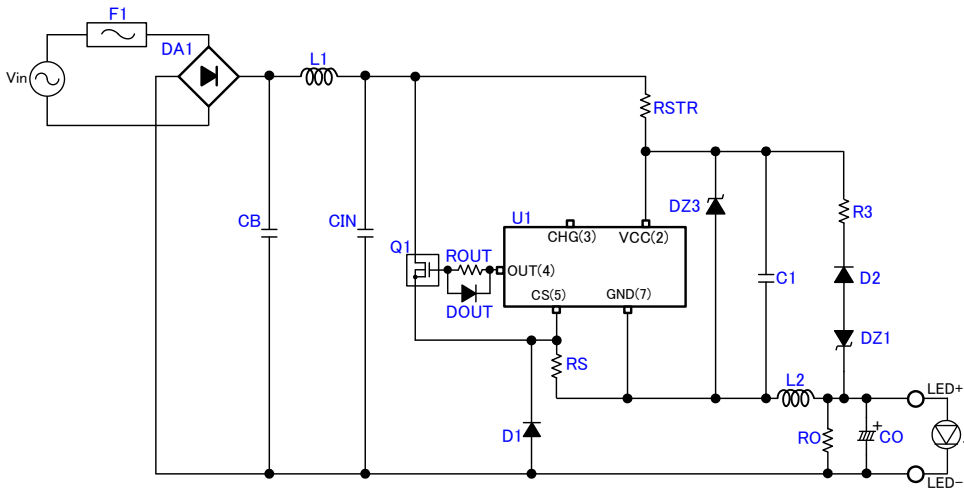 F1
DA1
Vin
L1
RSTR
CB
CIN
U1
CHG(3)
VCC(2)
DZ3
R3
Q1
ROUT
OUT(4)
DOUT
CS(5)
GND(7)
C1
D2
RS
DZ1
L2
LED+
D1
RO
+
CO
LED-